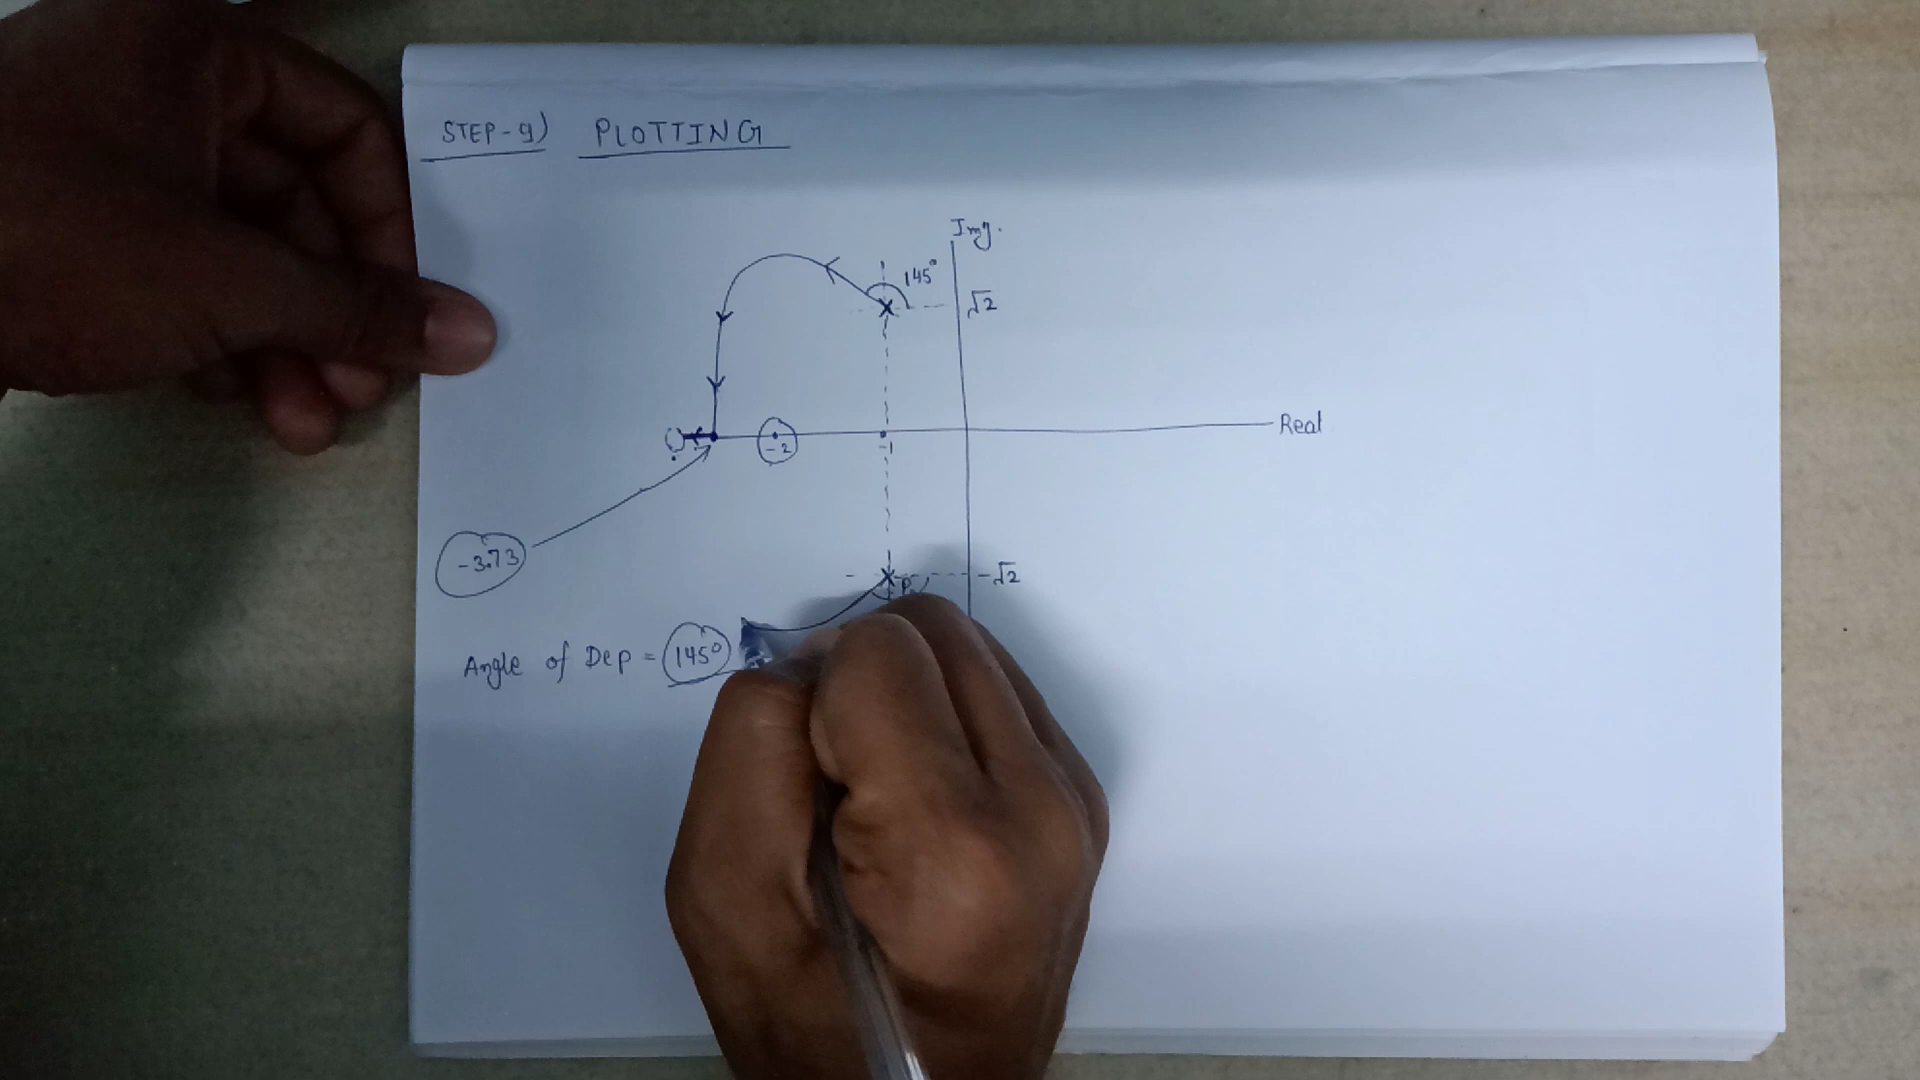 STEP-9) PLOTTING
Img.
145°
√2
-2
-1
Real
-3.73
-√2
Angle of Dep = 145°